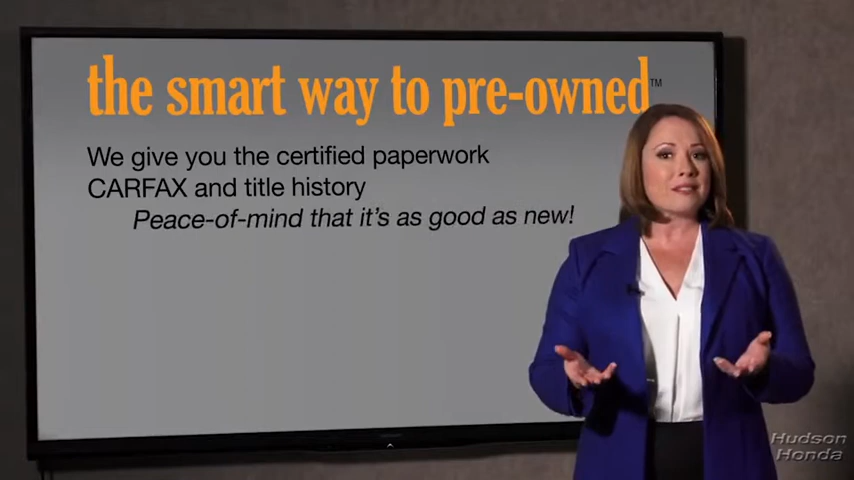 the smart way to pre-owned™
We give you the certified paperwork
CARFAX and title history
Peace-of-mind that it's as good as new!
Hudson
Honda